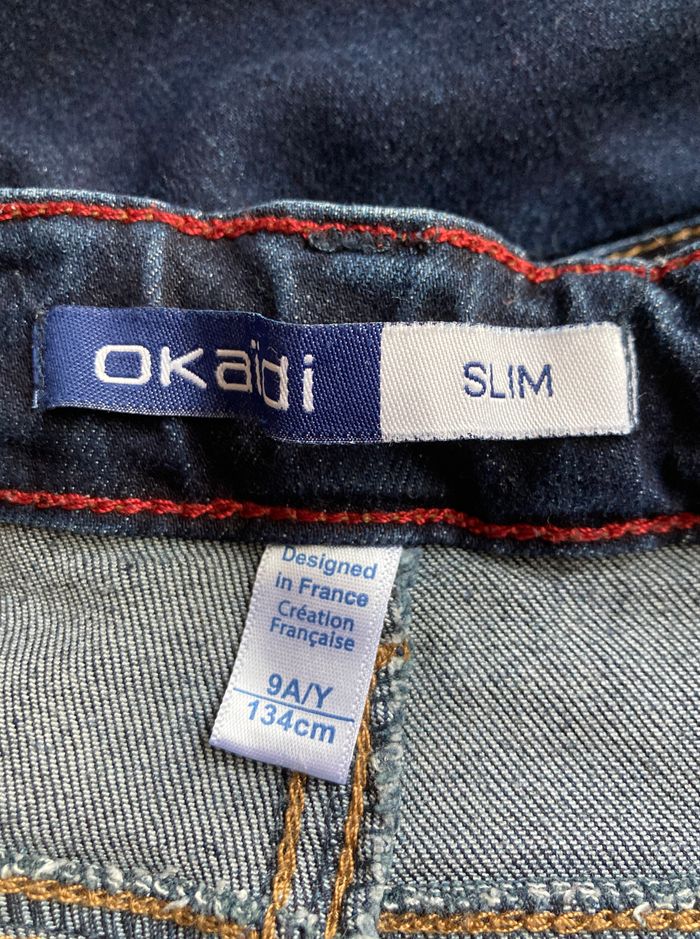 OKaïdi
SLIM
Designed
in France
Création
Française
9A/Y
134cm